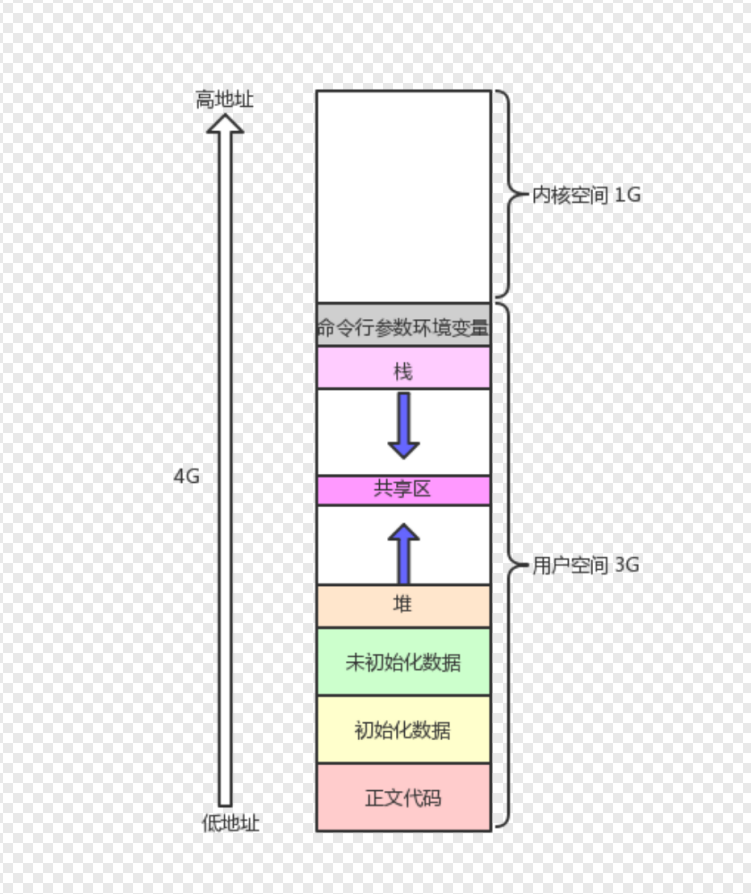 高地址
内核空间 1G
命令行参数环境变量
栈
4G
共享区
用户空间 3G
堆
未初始化数据
初始化数据
正文代码
低地址